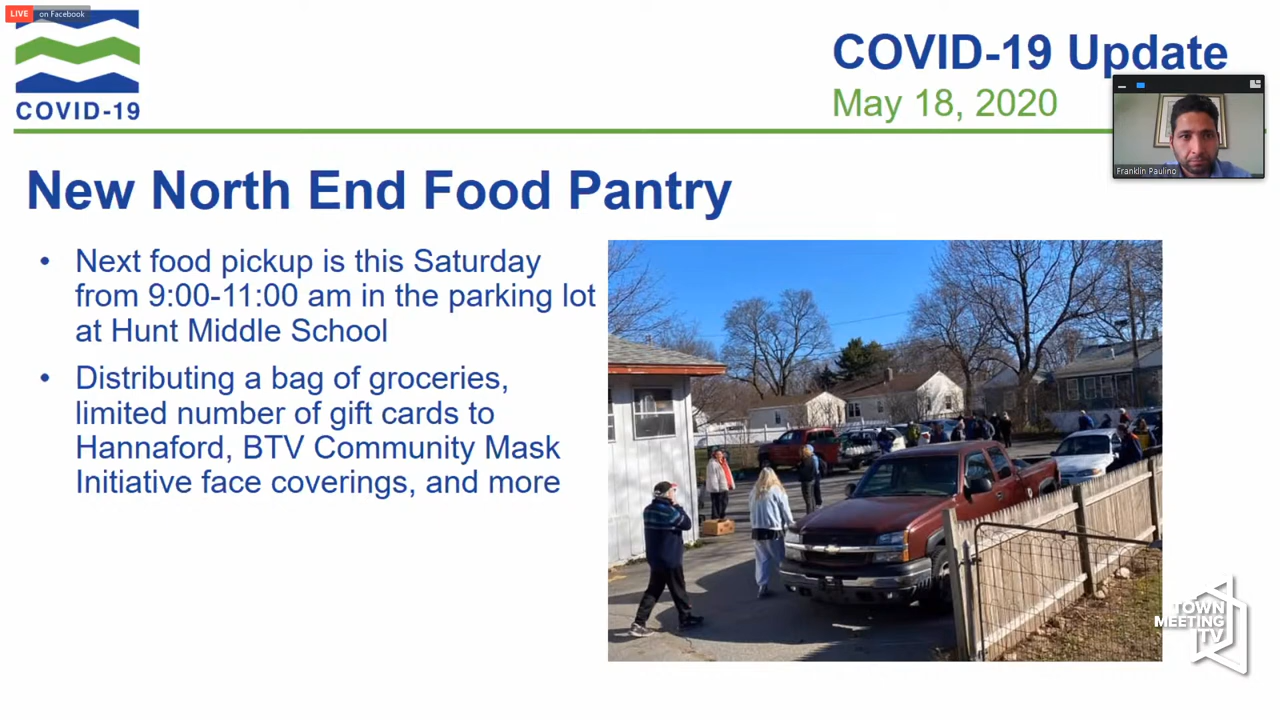 LIVE on Facebook
COVID-19
COVID-19 Update
May 18, 2020
Franklin Paulino
New North End Food Pantry
• Next food pickup is this Saturday
from 9:00-11:00 am in the parking lot
at Hunt Middle School
• Distributing a bag of groceries,
limited number of gift cards to
Hannaford, BTV Community Mask
Initiative face coverings, and more
TOWN
MEETING
TV